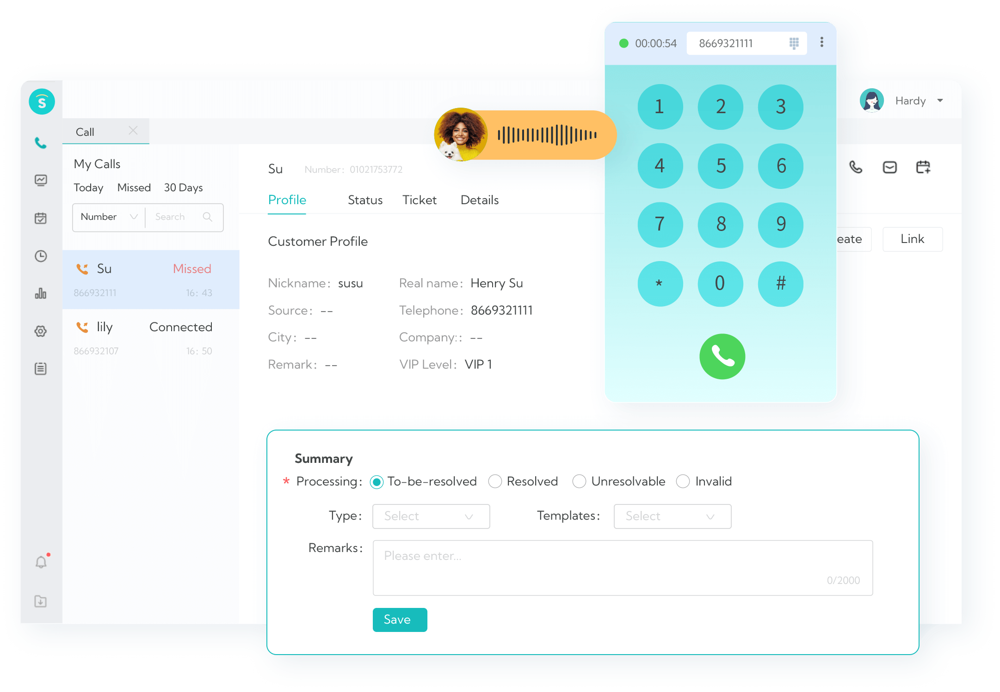 00:00:54 8669321111
S
Hardy
Call
1 2 3
4 5 6
7 8 9
* 0 #
My Calls
Today Missed 30 Days
Number Search
Su Missed
866932111 16: 43
lily Connected
866932107 16: 50
Su Number: 01021753772
Profile Status Ticket Details
eate Link
Customer Profile
Nickname: susu Real name: Henry Su
Source: -- Telephone: 8669321111
City: -- Company:: --
Remark: -- VIP Level: VIP 1
Summary
* Processing: To-be-resolved Resolved Unresolvable Invalid
Type: Select Templates: Select
Remarks: Please enter...
0/2000
Save